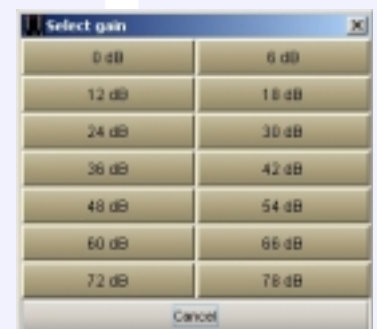 Select gain
0 dB 6 dB
12 dB 18 dB
24 dB 30 dB
36 dB 42 dB
48 dB 54 dB
60 dB 66 dB
72 dB 78 dB
Cancel